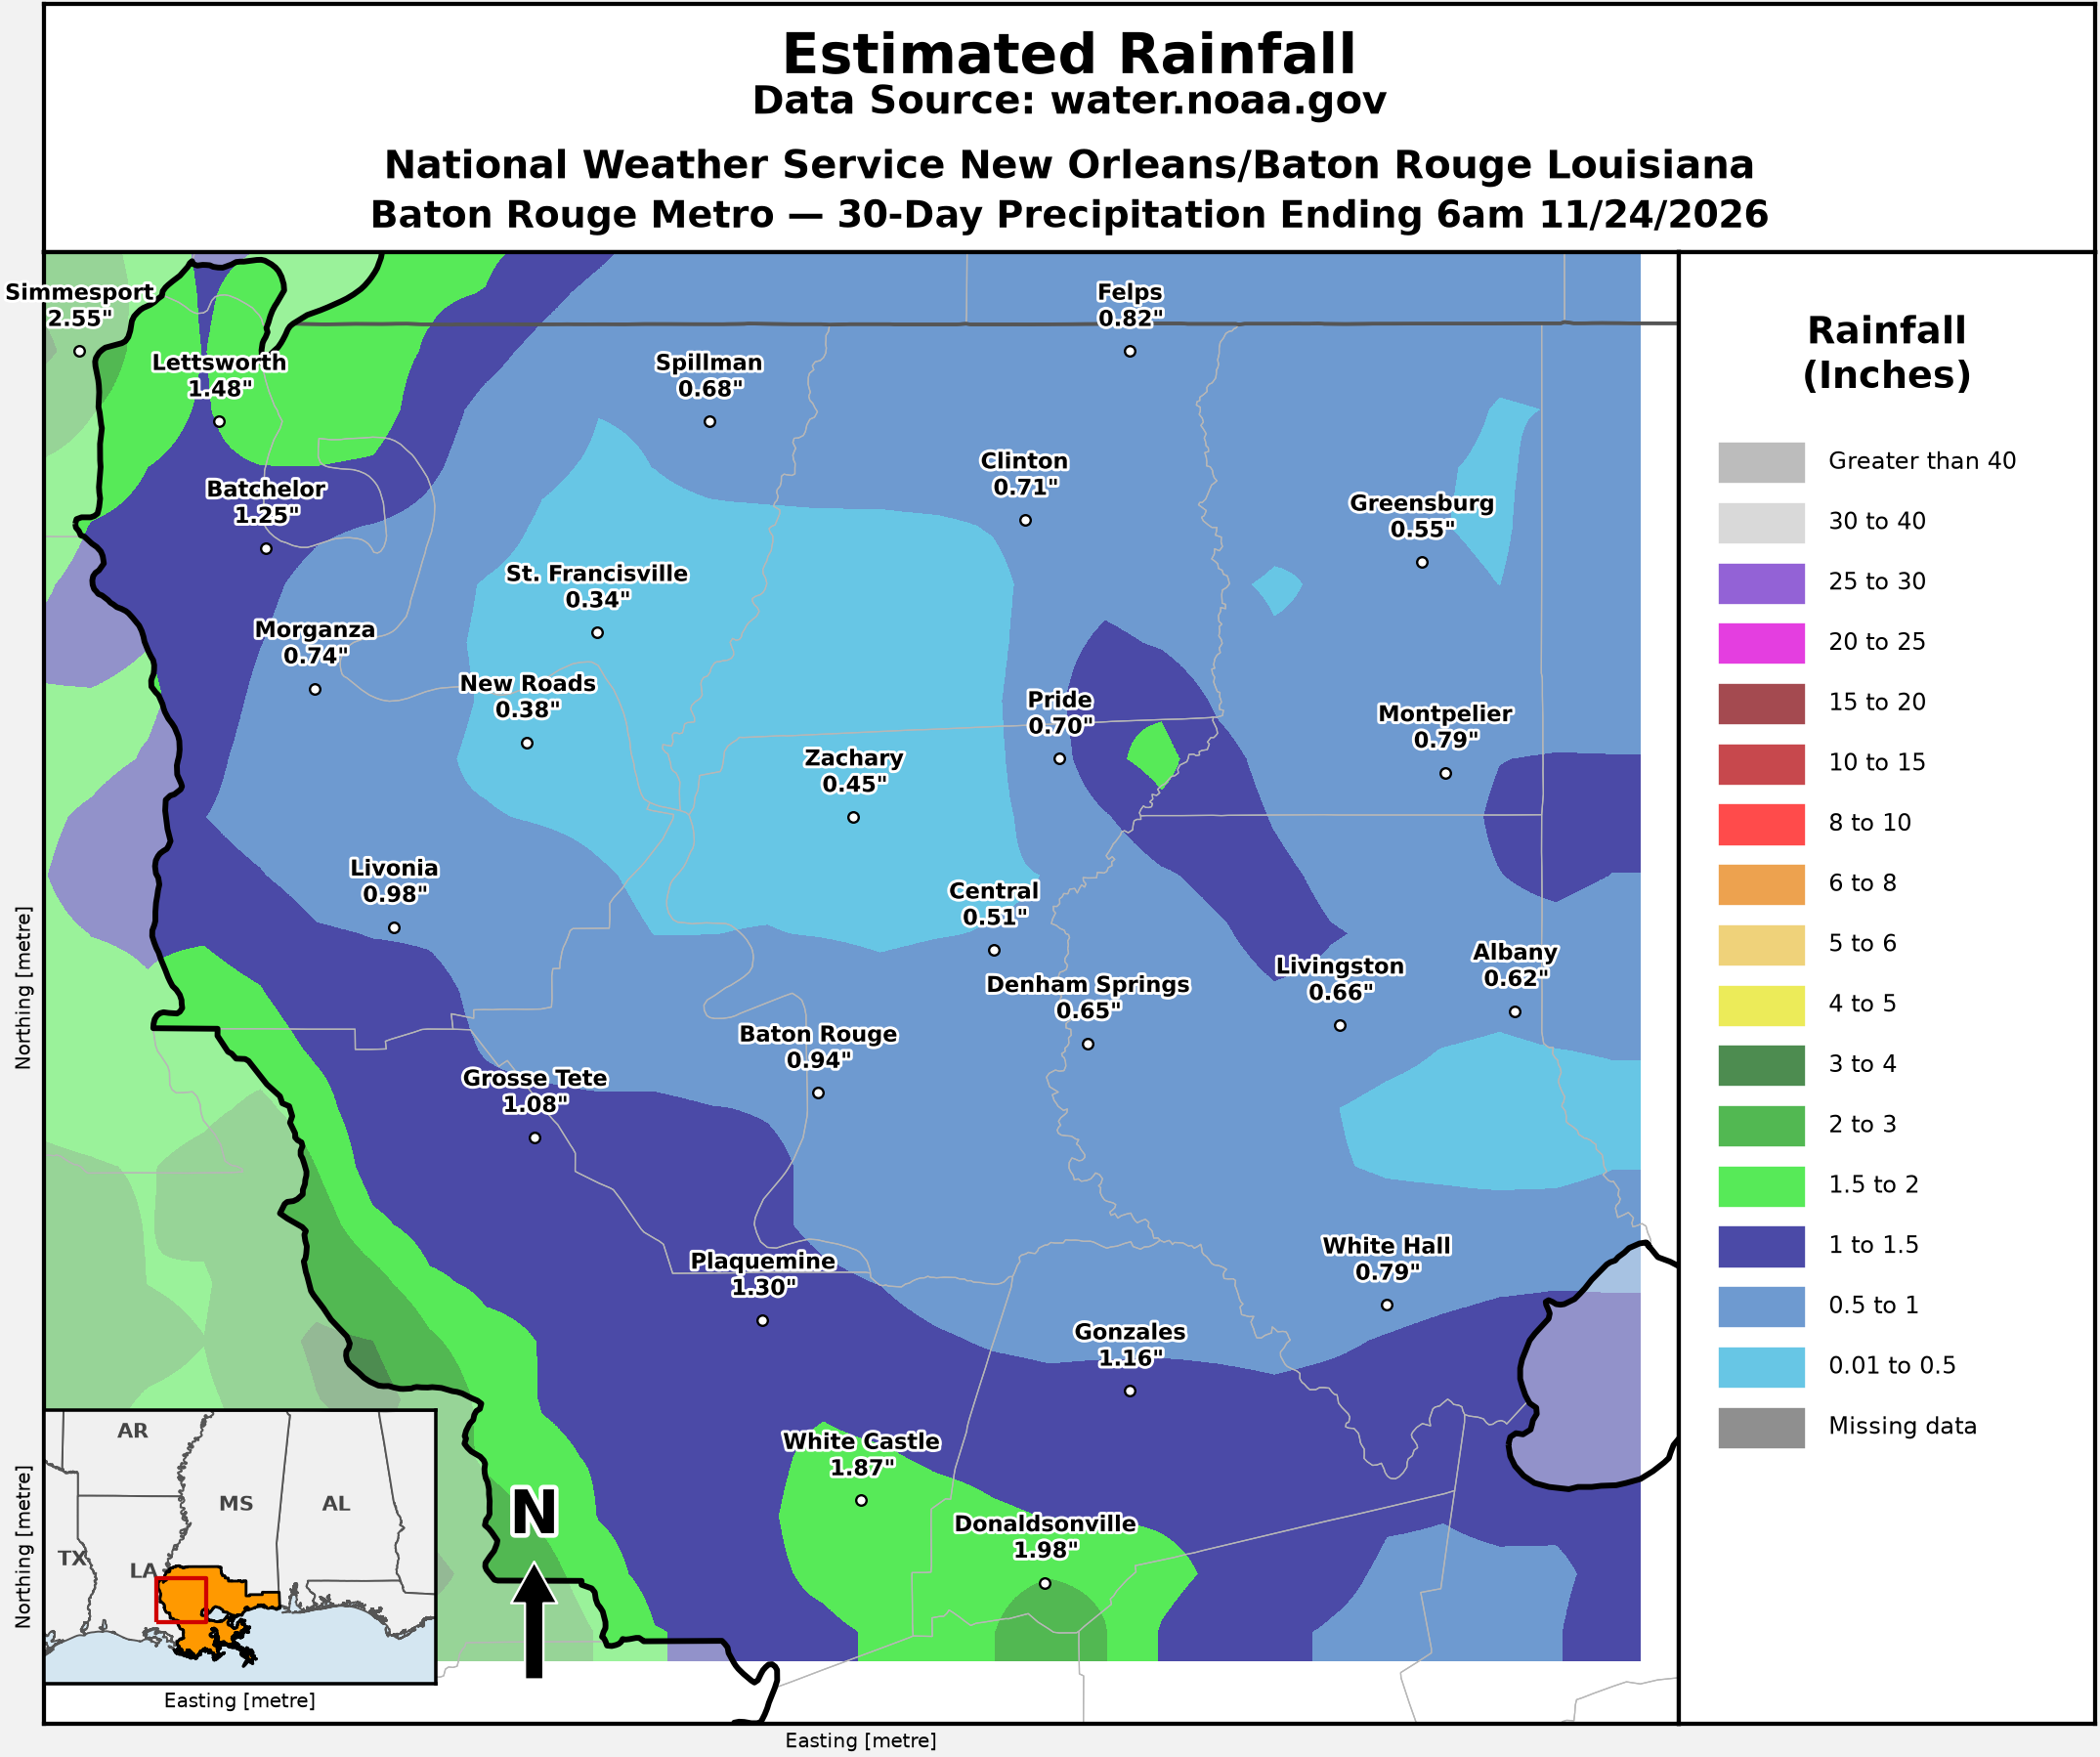 Estimated Rainfall
Data Source: water.noaa.gov
National Weather Service New Orleans/Baton Rouge Louisiana
Baton Rouge Metro — 30-Day Precipitation Ending 6am 11/24/2026
Simmesport
2.55"
Felps
0.82"
Lettsworth
1.48"
Spillman
0.68"
Clinton
0.71"
Batchelor
1.25"
Greensburg
0.55"
St. Francisville
0.34"
Morganza
0.74"
New Roads
0.38"
Pride
0.70"
Montpelier
0.79"
Zachary
0.45"
Livonia
0.98"
Central
0.51"
Albany
0.62"
Livingston
0.66"
Denham Springs
0.65"
Baton Rouge
0.94"
Grosse Tete
1.08"
White Hall
0.79"
Plaquemine
1.30"
Gonzales
1.16"
White Castle
1.87"
Donaldsonville
1.98"
N
AR
MS
AL
TX
LA
Northing [metre]
Northing [metre]
Easting [metre]
Easting [metre]
Rainfall
(Inches)
Greater than 40
30 to 40
25 to 30
20 to 25
15 to 20
10 to 15
8 to 10
6 to 8
5 to 6
4 to 5
3 to 4
2 to 3
1.5 to 2
1 to 1.5
0.5 to 1
0.01 to 0.5
Missing data